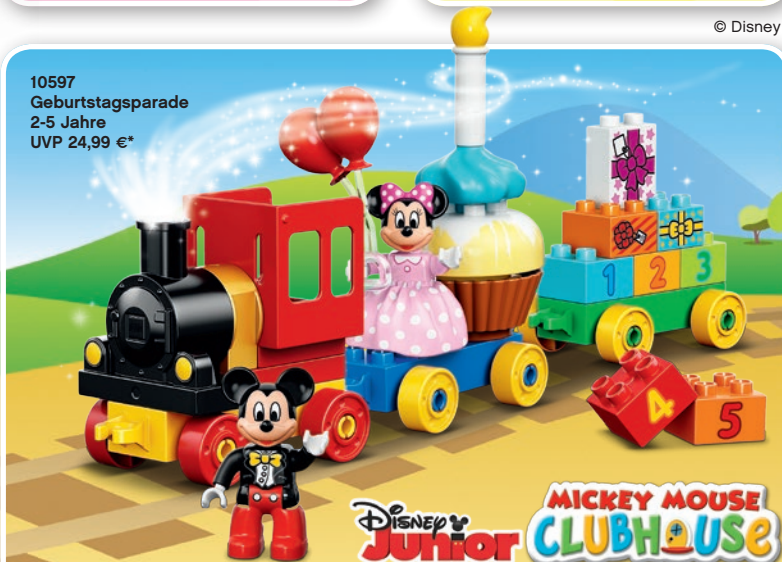 © Disney
10597
Geburtstagsparade
2-5 Jahre
UVP 24,99 €*
1 2 3
4 5
Disney Junior
MICKEY MOUSE
CLUBHOUSE